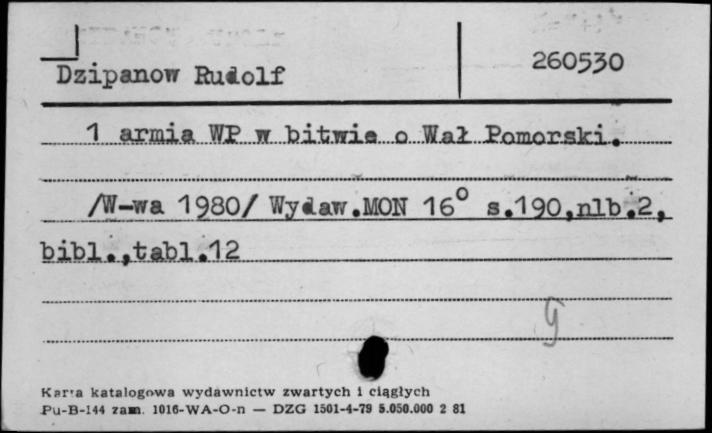 260530
Dzipanow Rudolf
1 armia WP w bitwie o Wał Pomorski.
/W-wa 1980/ Wydaw.MON 16° s.190,nlb.2,
bibl.,tabl.12
g
Karta katalogowa wydawnictw zwartych i ciągłych
Pu-B-144 zam. 1016-WA-O-n — DZG 1501-4-79 5.050.000 2 81